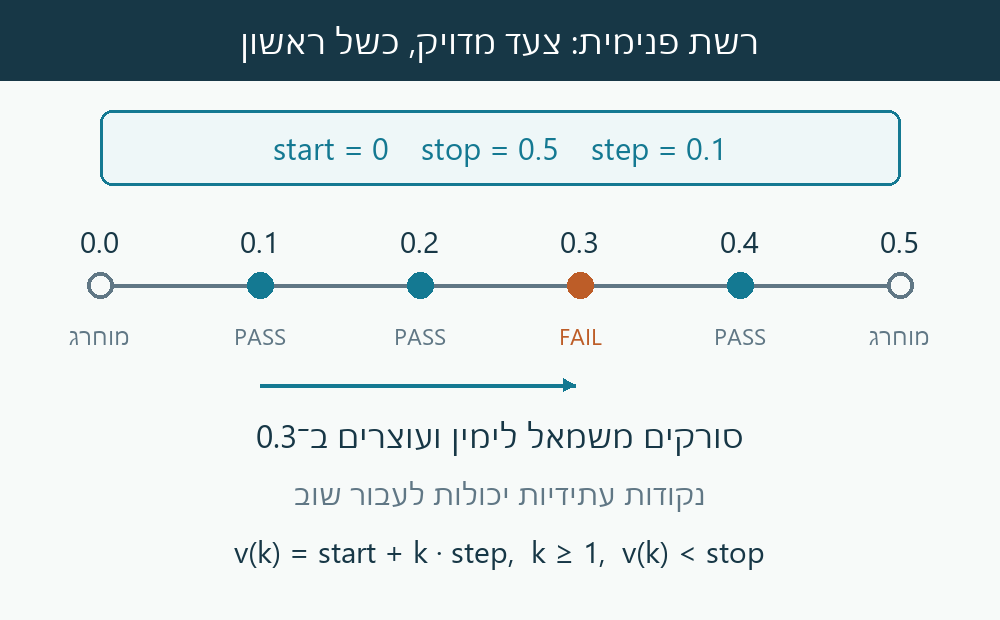 רשת פנימית: צעד מדויק, כשל ראשון
start = 0 stop = 0.5 step = 0.1
0.0 0.1 0.2 0.3 0.4 0.5
מוחרג PASS PASS FAIL PASS מוחרג
סורקים משמאל לימין ועוצרים ב־0.3
נקודות עתידיות יכולות לעבור שוב
v(k) = start + k · step, k ≥ 1, v(k) < stop